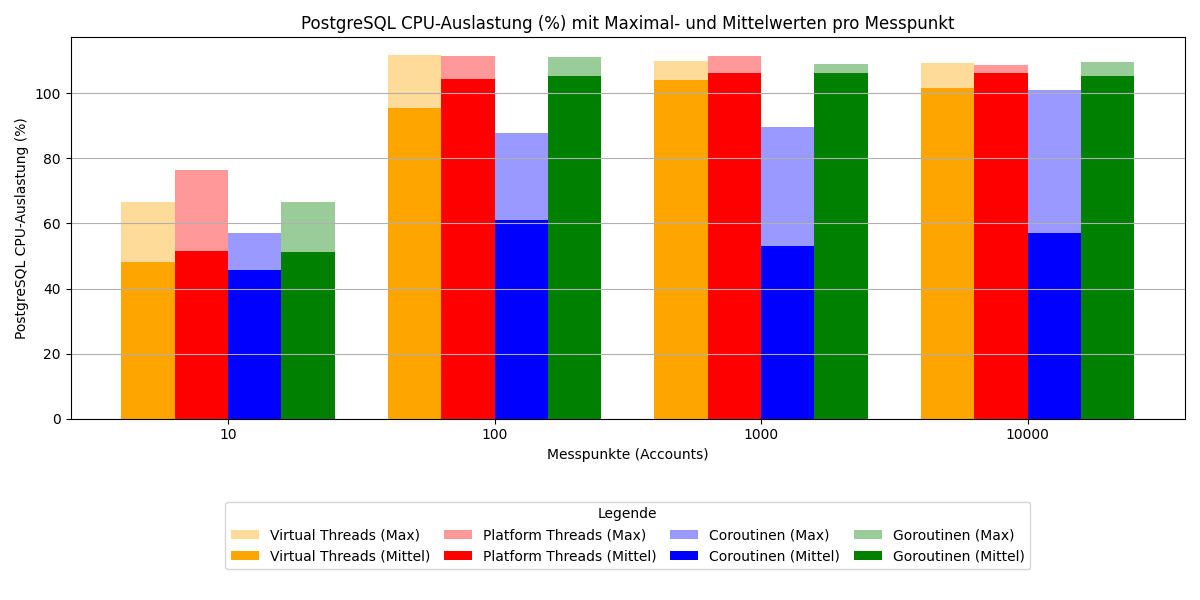 PostgreSQL CPU-Auslastung (%) mit Maximal- und Mittelwerten pro Messpunkt
PostgreSQL CPU-Auslastung (%)
100
80
60
40
20
0
10 100 1000 10000
Messpunkte (Accounts)
Legende
Virtual Threads (Max) Platform Threads (Max) Coroutinen (Max) Goroutinen (Max)
Virtual Threads (Mittel) Platform Threads (Mittel) Coroutinen (Mittel) Goroutinen (Mittel)